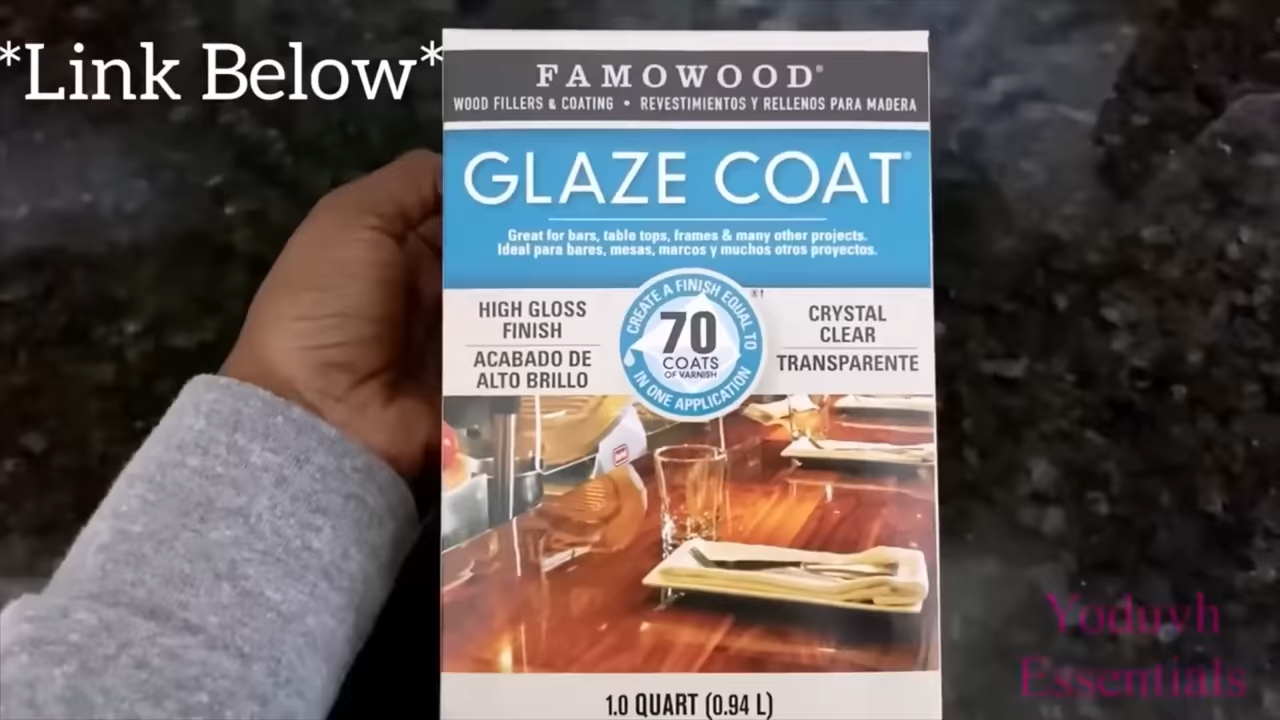 *Link Below*
FAMOWOOD®
WOOD FILLERS & COATING • REVESTIMIENTOS Y RELLENOS PARA MADERA
GLAZE COAT®
Great for bars, table tops, frames & many other projects.
Ideal para bares, mesas, marcos y muchos otros proyectos.
HIGH GLOSS
FINISH
ACABADO DE
ALTO BRILLO
CREATE A FINISH EQUAL TO
70
COATS
OF VARNISH
IN ONE APPLICATION
®†
CRYSTAL
CLEAR
TRANSPARENTE
1.0 QUART (0.94 L)
Yoduvh
Essentials